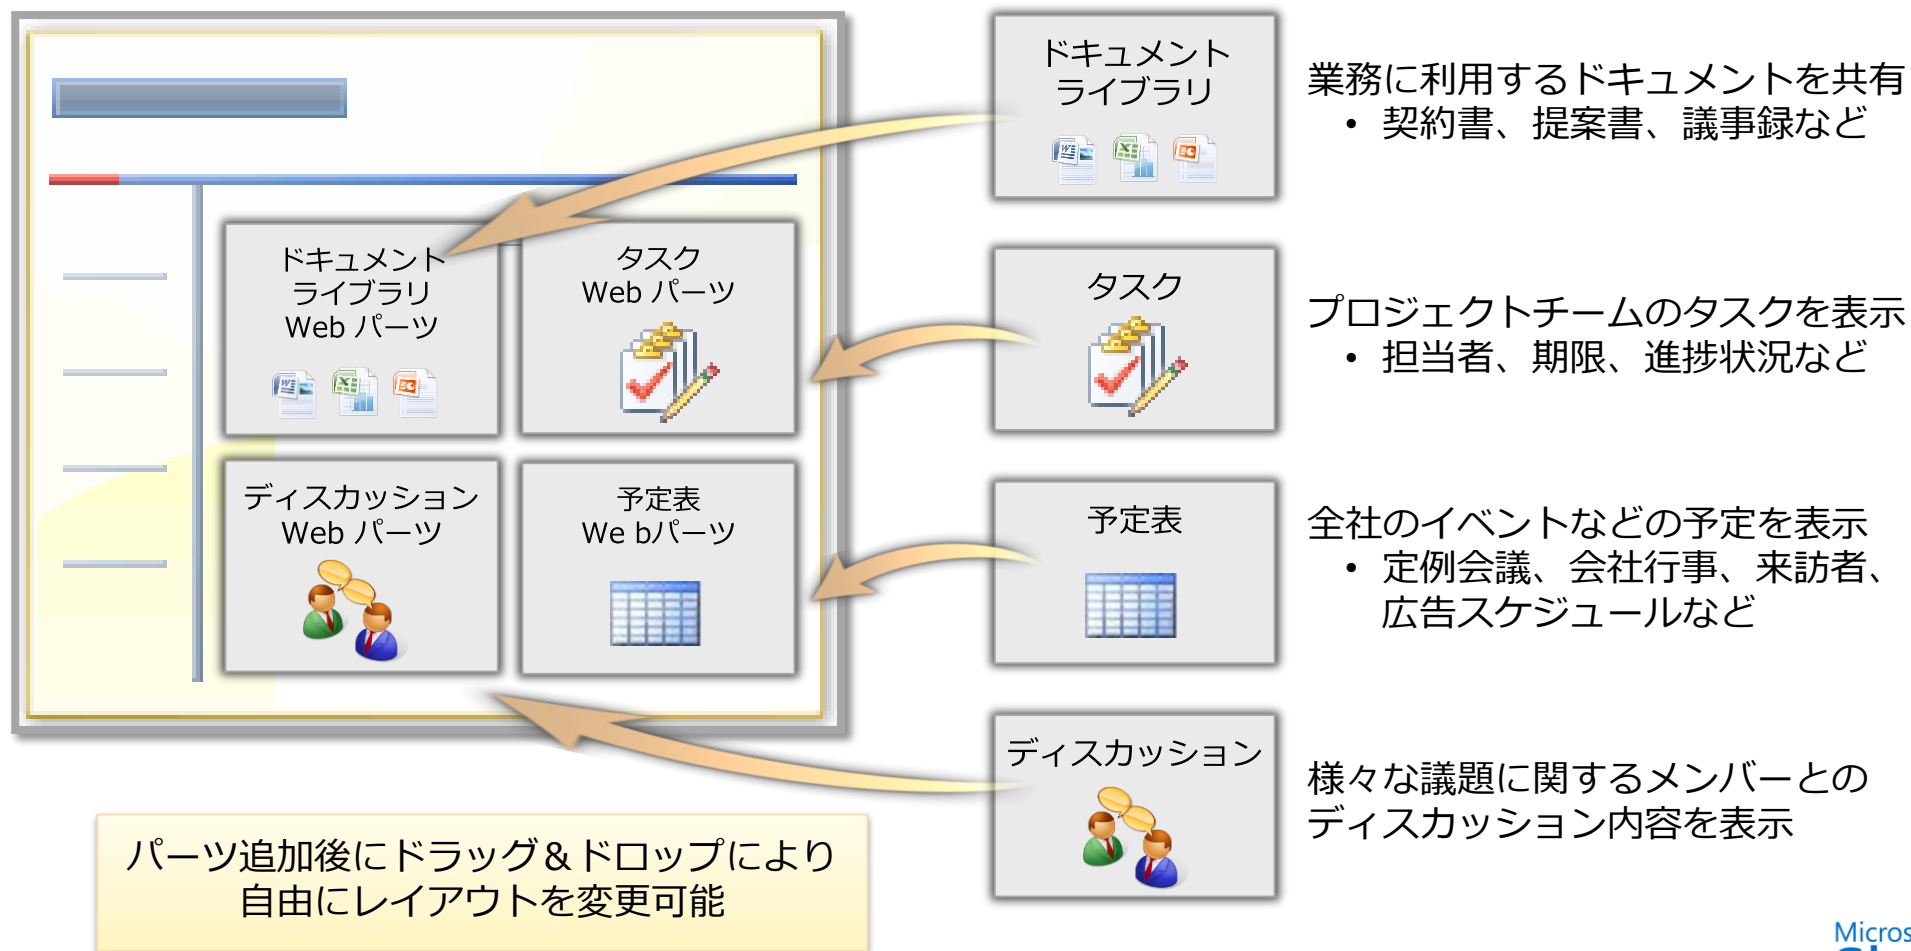 ドキュメント
ライブラリ
Web パーツ
タスク
Web パーツ
ディスカッション
Web パーツ
予定表
We bパーツ
パーツ追加後にドラッグ&ドロップにより
自由にレイアウトを変更可能
ドキュメント
ライブラリ
業務に利用するドキュメントを共有
• 契約書、提案書、議事録など
タスク
プロジェクトチームのタスクを表示
• 担当者、期限、進捗状況など
予定表
全社のイベントなどの予定を表示
• 定例会議、会社行事、来訪者、
広告スケジュールなど
ディスカッション
様々な議題に関するメンバーとの
ディスカッション内容を表示